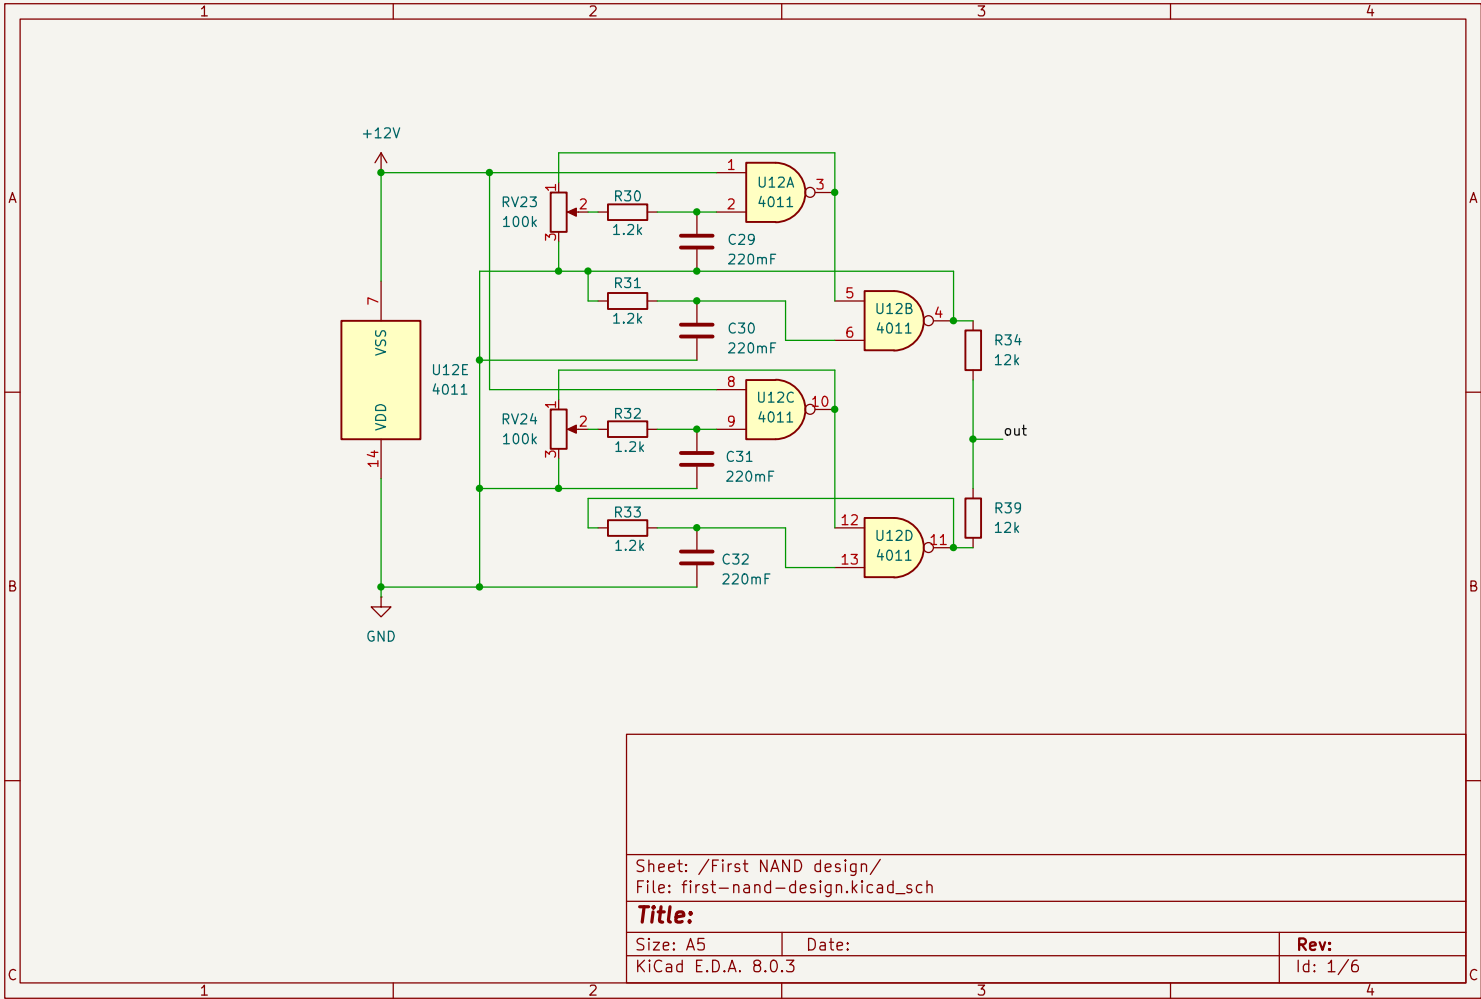 1 2 3 4
+12V
A A
1 U12A 3
4011
RV23 1 2 R30 2
100k
3 1.2k
C29
220mF
R31
1.2k
5 U12B 4
4011
6
C30
220mF
7
VSS
U12E
4011
VDD
14
R34
12k
8 U12C 10
4011
RV24 1 2 R32 9
100k
3 1.2k
C31
220mF
out
R33
1.2k
12 U12D 11
4011
13
C32
220mF
R39
12k
B B
GND
Sheet: /First NAND design/
File: first-nand-design.kicad_sch
Title:
Size: A5 Date: Rev:
KiCad E.D.A. 8.0.3 Id: 1/6
C C
1 2 3 4